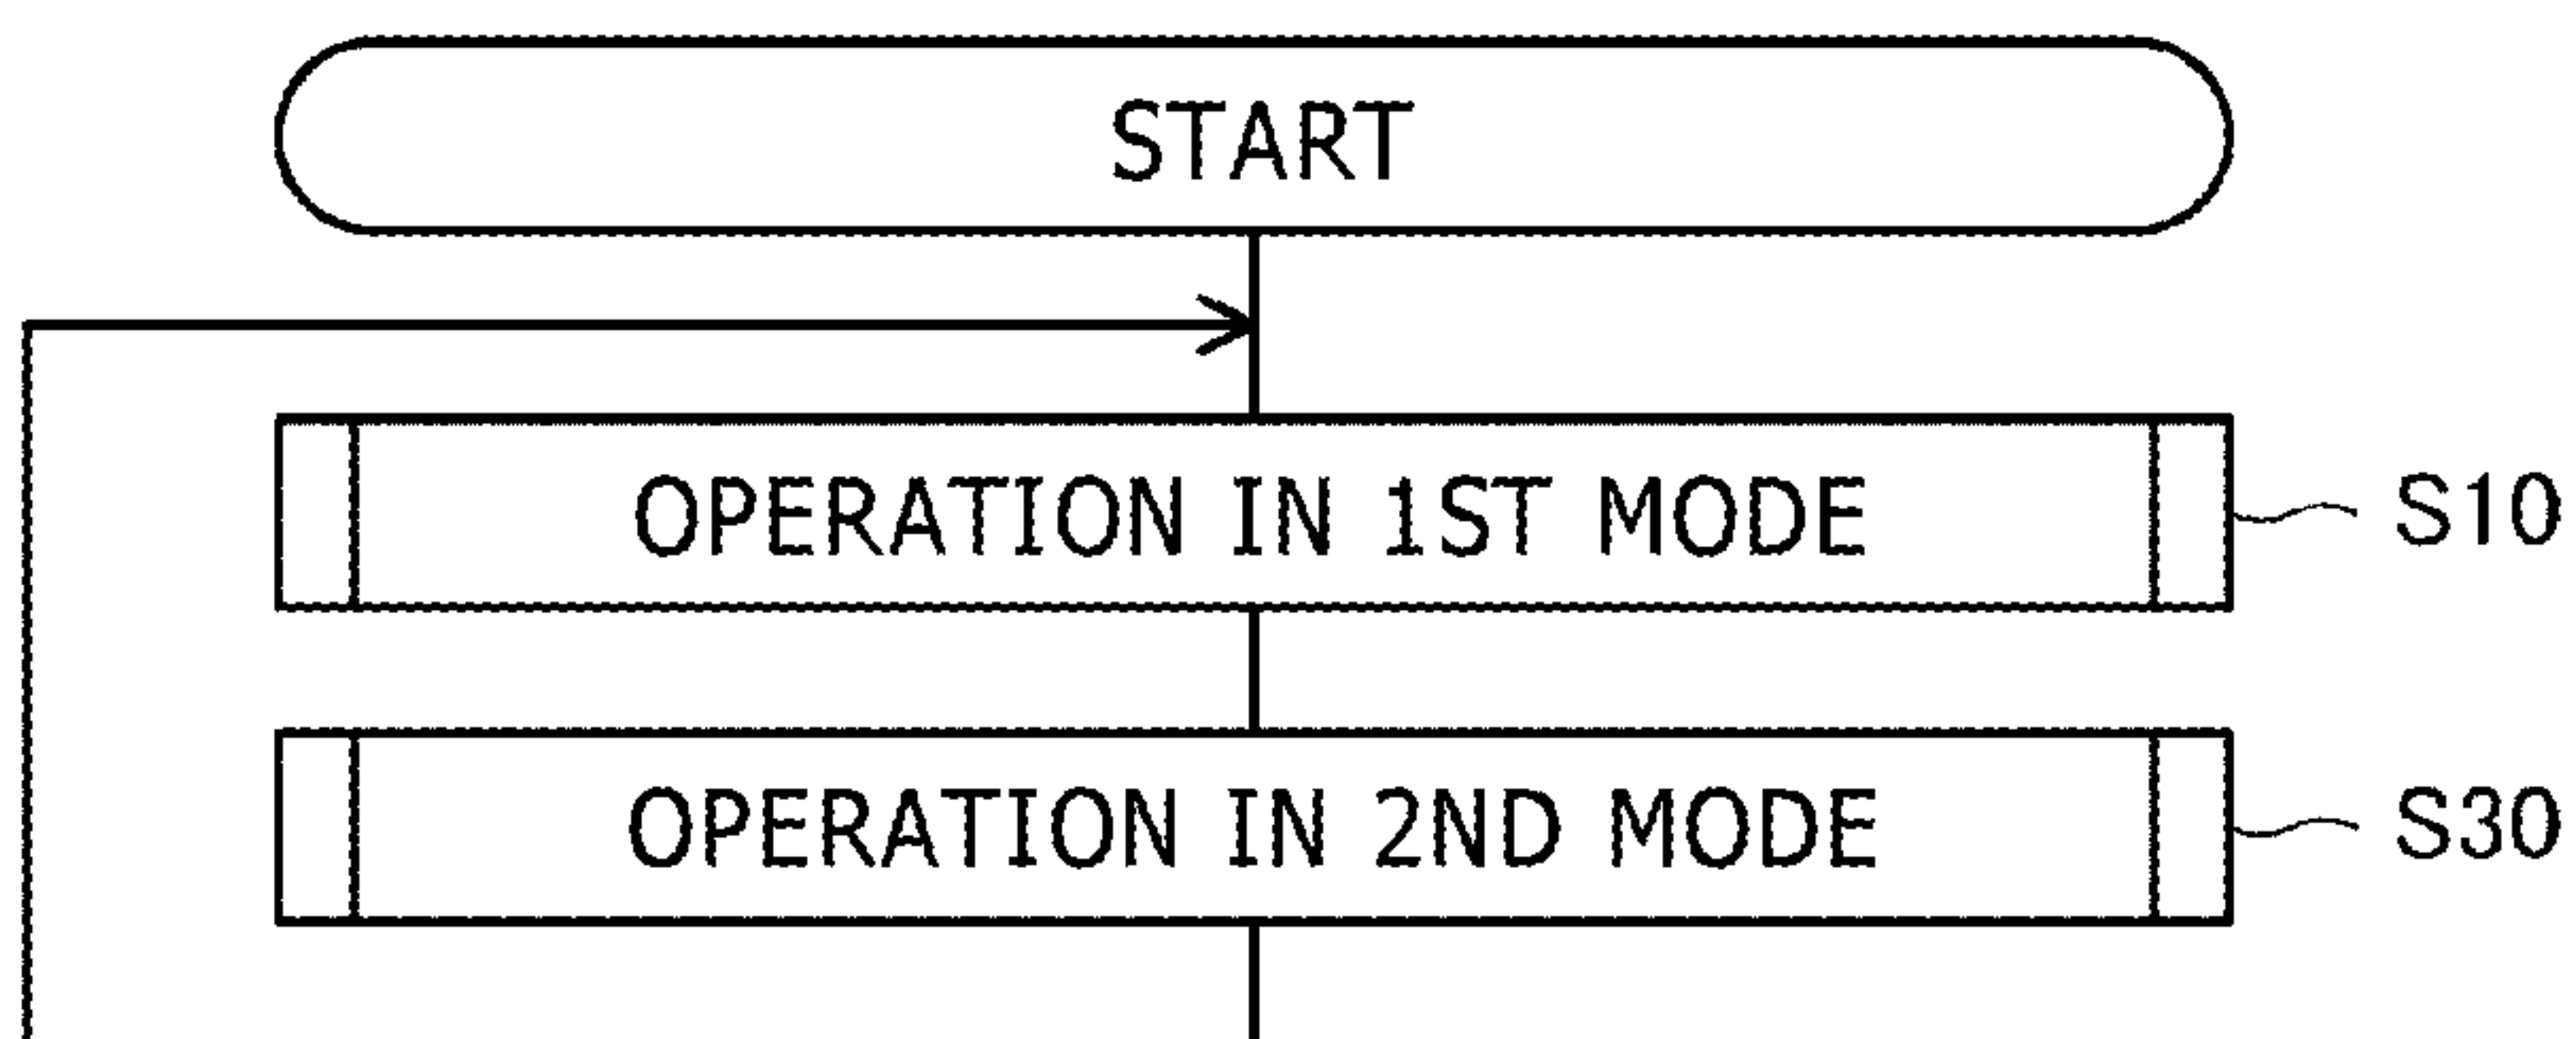 START
OPERATION IN 1ST MODE
S10
OPERATION IN 2ND MODE
S30